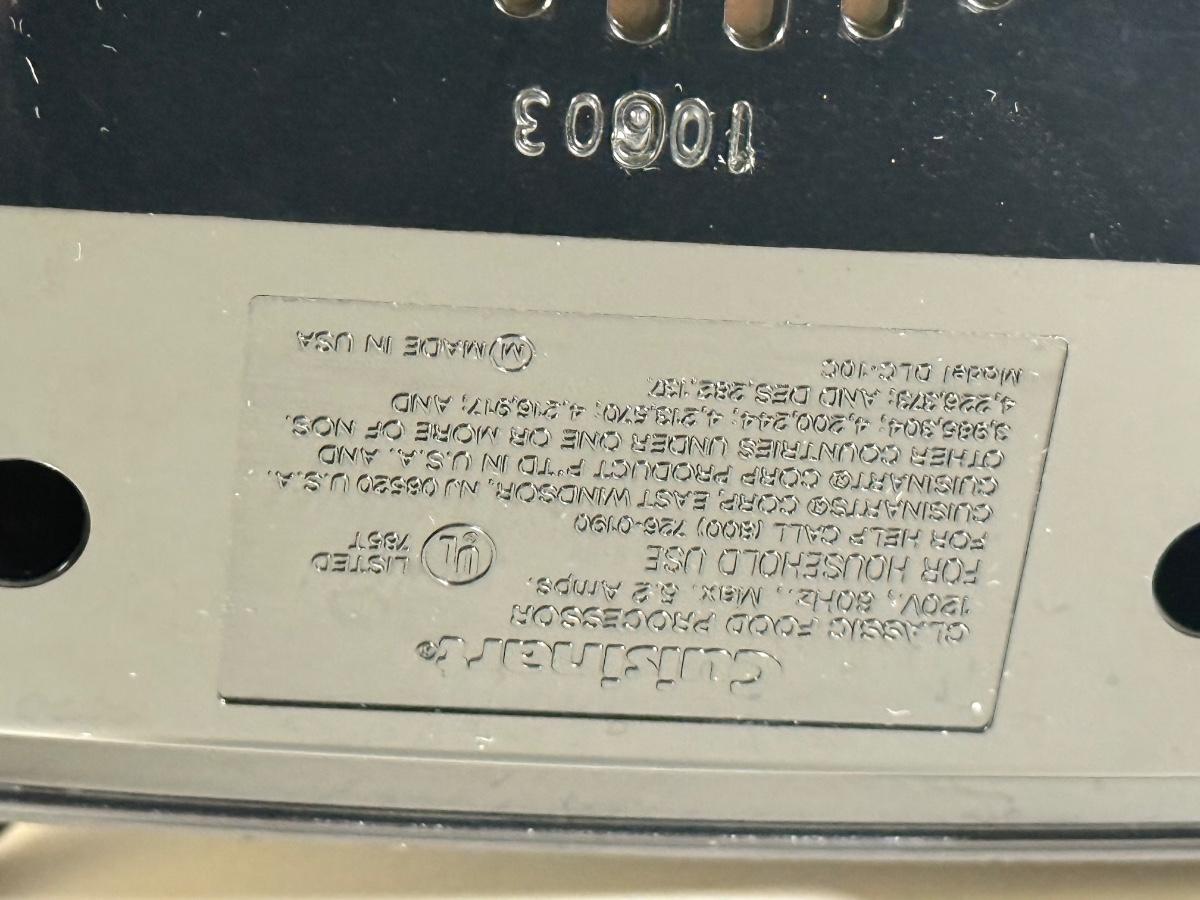 Cuisinart®
CLASSIC FOOD PROCESSOR
120V., 60Hz., Max. 5.2 Amps.
FOR HOUSEHOLD USE
UL LISTED 785T
FOR HELP CALL (800) 726-0190
CUISINARTS® CORP, EAST WINDSOR, NJ 08520 U.S.A.
CUISINART® CORP PRODUCT P'TD IN U.S.A. AND
OTHER COUNTRIES UNDER ONE OR MORE OF NOS.
3,985,304; 4,200,244; 4,213,570; 4,216,917; AND
4,226,373; AND DES. 282,137.
Model DLC-10C
M MADE IN USA
10603